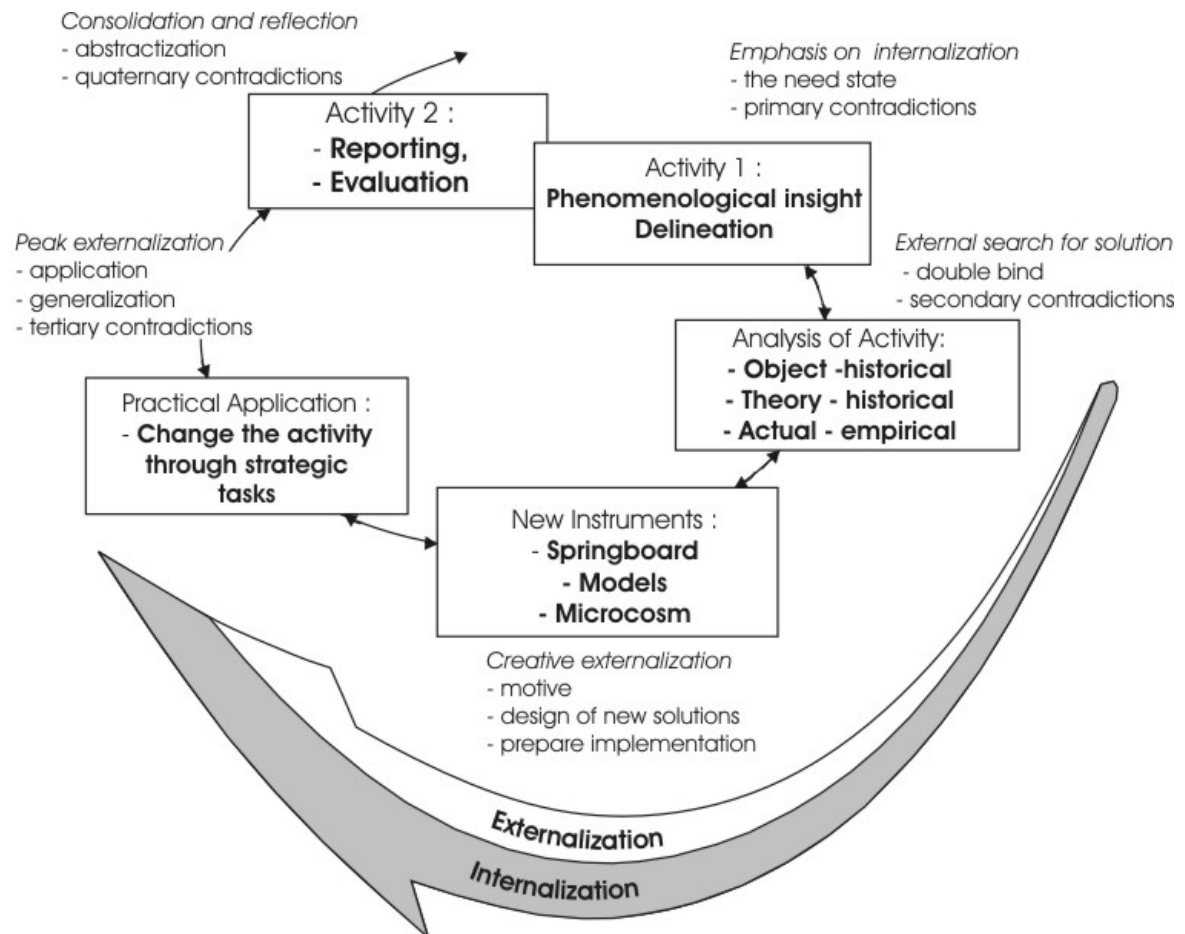 Consolidation and reflection
- abstractization
- quaternary contradictions
Emphasis on internalization
- the need state
- primary contradictions
Activity 2 :
- Reporting,
- Evaluation
Activity 1 :
Phenomenological insight
Delineation
Peak externalization
- application
- generalization
- tertiary contradictions
External search for solution
- double bind
- secondary contradictions
Analysis of Activity:
- Object -historical
- Theory - historical
- Actual - empirical
Practical Application :
- Change the activity
through strategic
tasks
New Instruments :
- Springboard
- Models
- Microcosm
Creative externalization
- motive
- design of new solutions
- prepare implementation
Externalization
Internalization